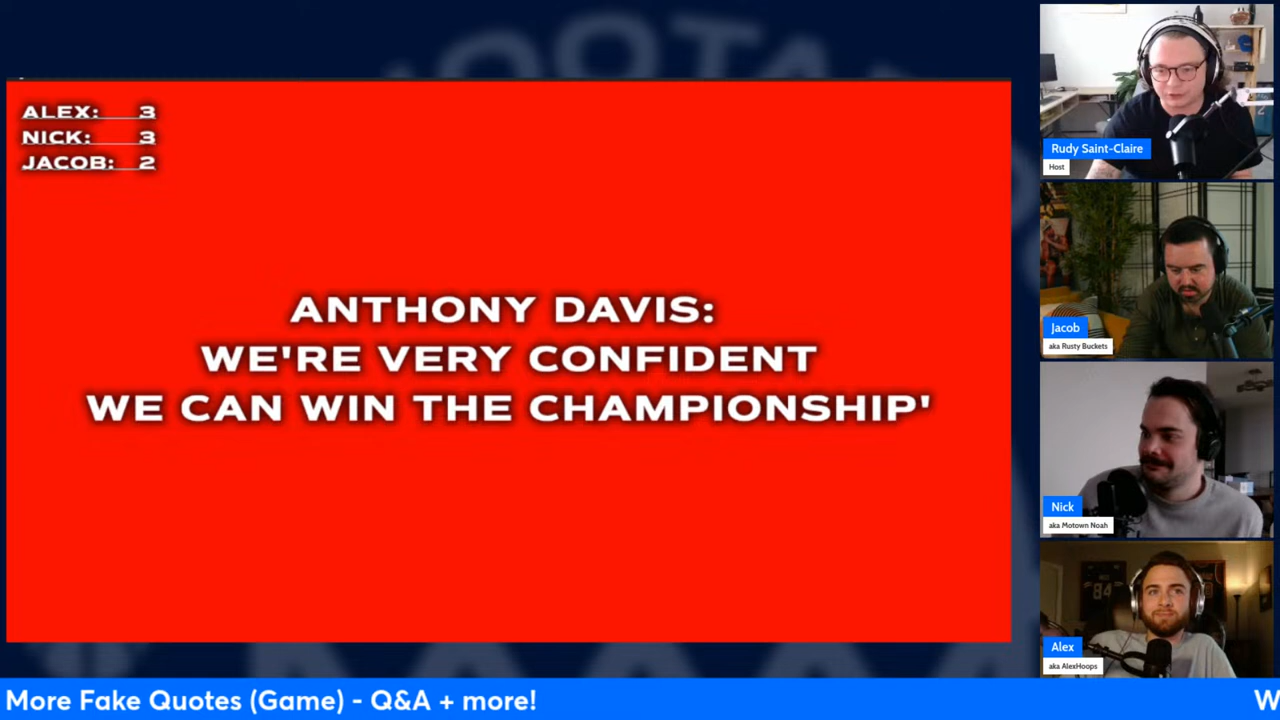 ALEX: 3
NICK: 3
JACOB: 2
ANTHONY DAVIS:
WE'RE VERY CONFIDENT
WE CAN WIN THE CHAMPIONSHIP'
Rudy Saint-Claire
Host
Jacob
aka Rusty Buckets
Nick
aka Motown Noah
84
Alex
aka AlexHoops
More Fake Quotes (Game) - Q&A + more!
W